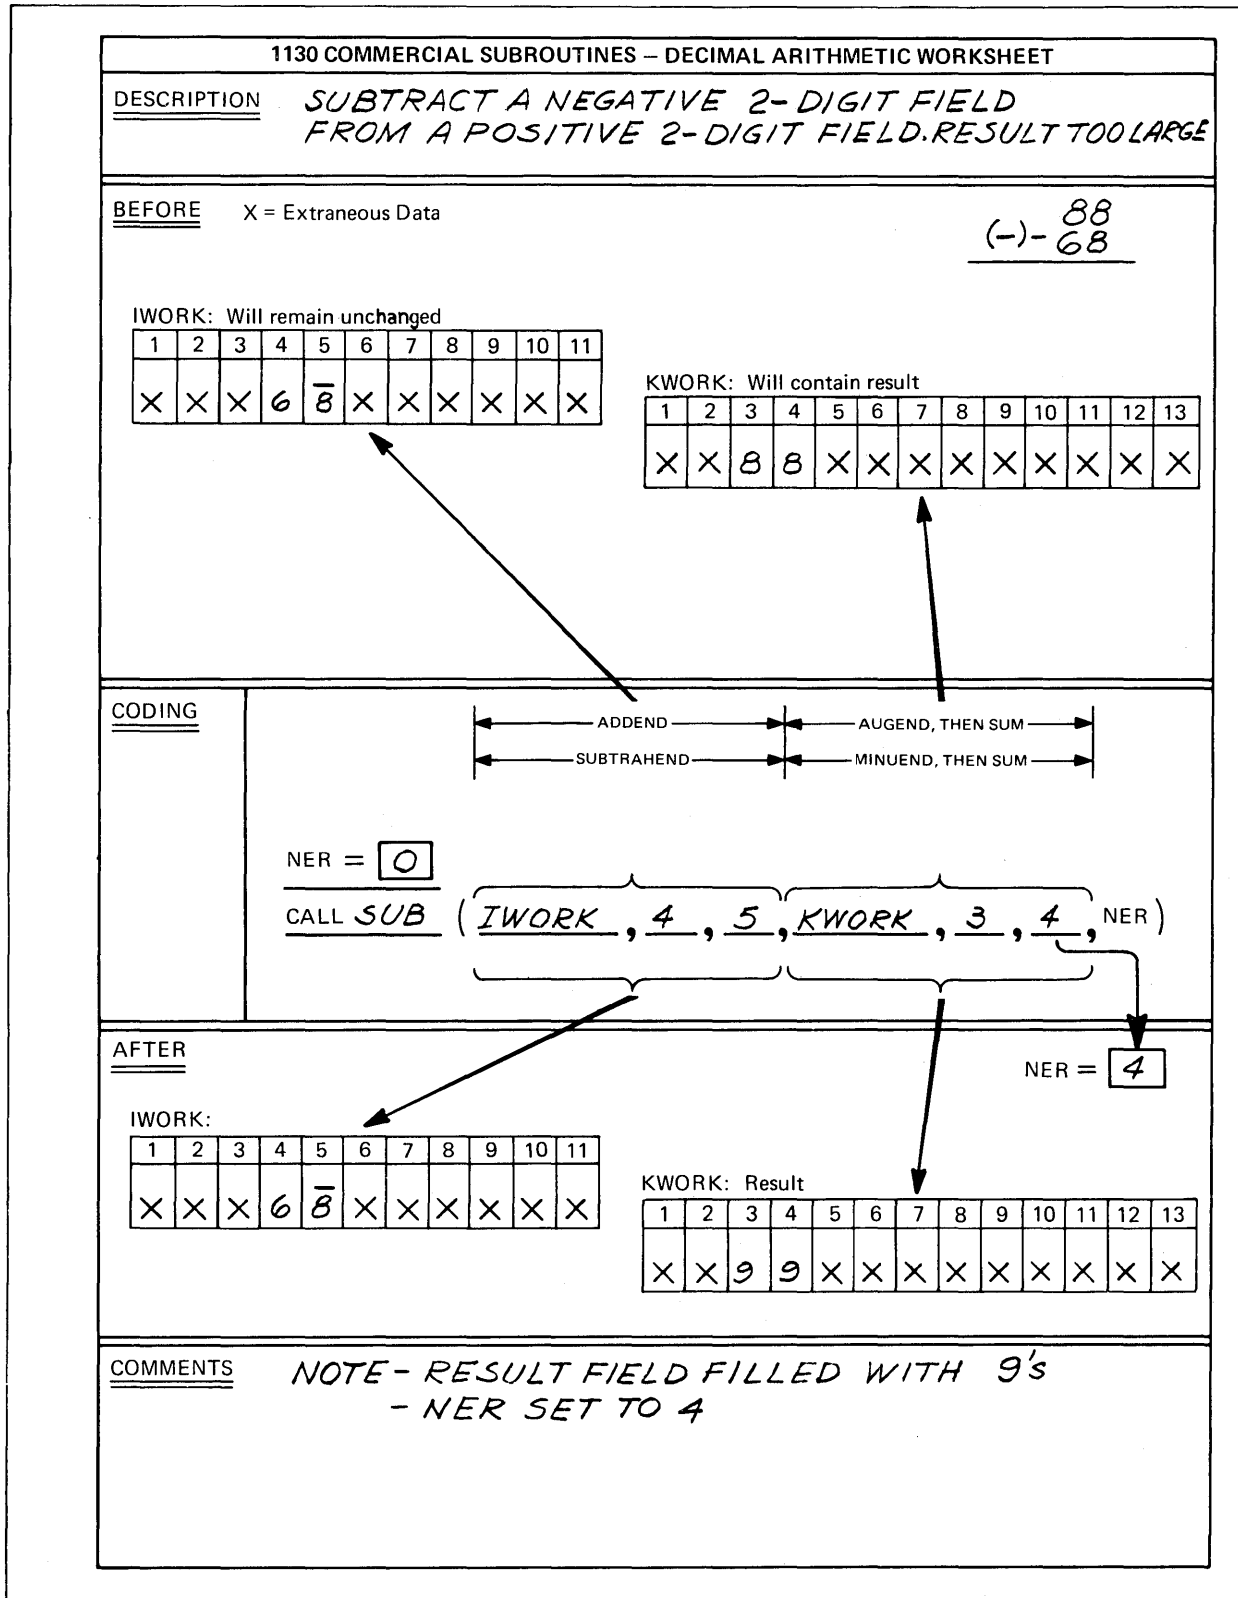 1130 COMMERCIAL SUBROUTINES – DECIMAL ARITHMETIC WORKSHEET
DESCRIPTION SUBTRACT A NEGATIVE 2-DIGIT FIELD
FROM A POSITIVE 2-DIGIT FIELD. RESULT TOO LARGE
BEFORE X = Extraneous Data
88
(-)- 68
IWORK: Will remain unchanged
1 2 3 4 5 6 7 8 9 10 11
X X X 6 8̅ X X X X X X
KWORK: Will contain result
1 2 3 4 5 6 7 8 9 10 11 12 13
X X 8 8 X X X X X X X X X
CODING
ADDEND AUGEND, THEN SUM
SUBTRAHEND MINUEND, THEN SUM
NER = 0
CALL SUB ( IWORK , 4 , 5 , KWORK , 3 , 4 , NER )
AFTER
NER = 4
IWORK:
1 2 3 4 5 6 7 8 9 10 11
X X X 6 8̅ X X X X X X
KWORK: Result
1 2 3 4 5 6 7 8 9 10 11 12 13
X X 9 9 X X X X X X X X X
COMMENTS NOTE - RESULT FIELD FILLED WITH 9's
- NER SET TO 4